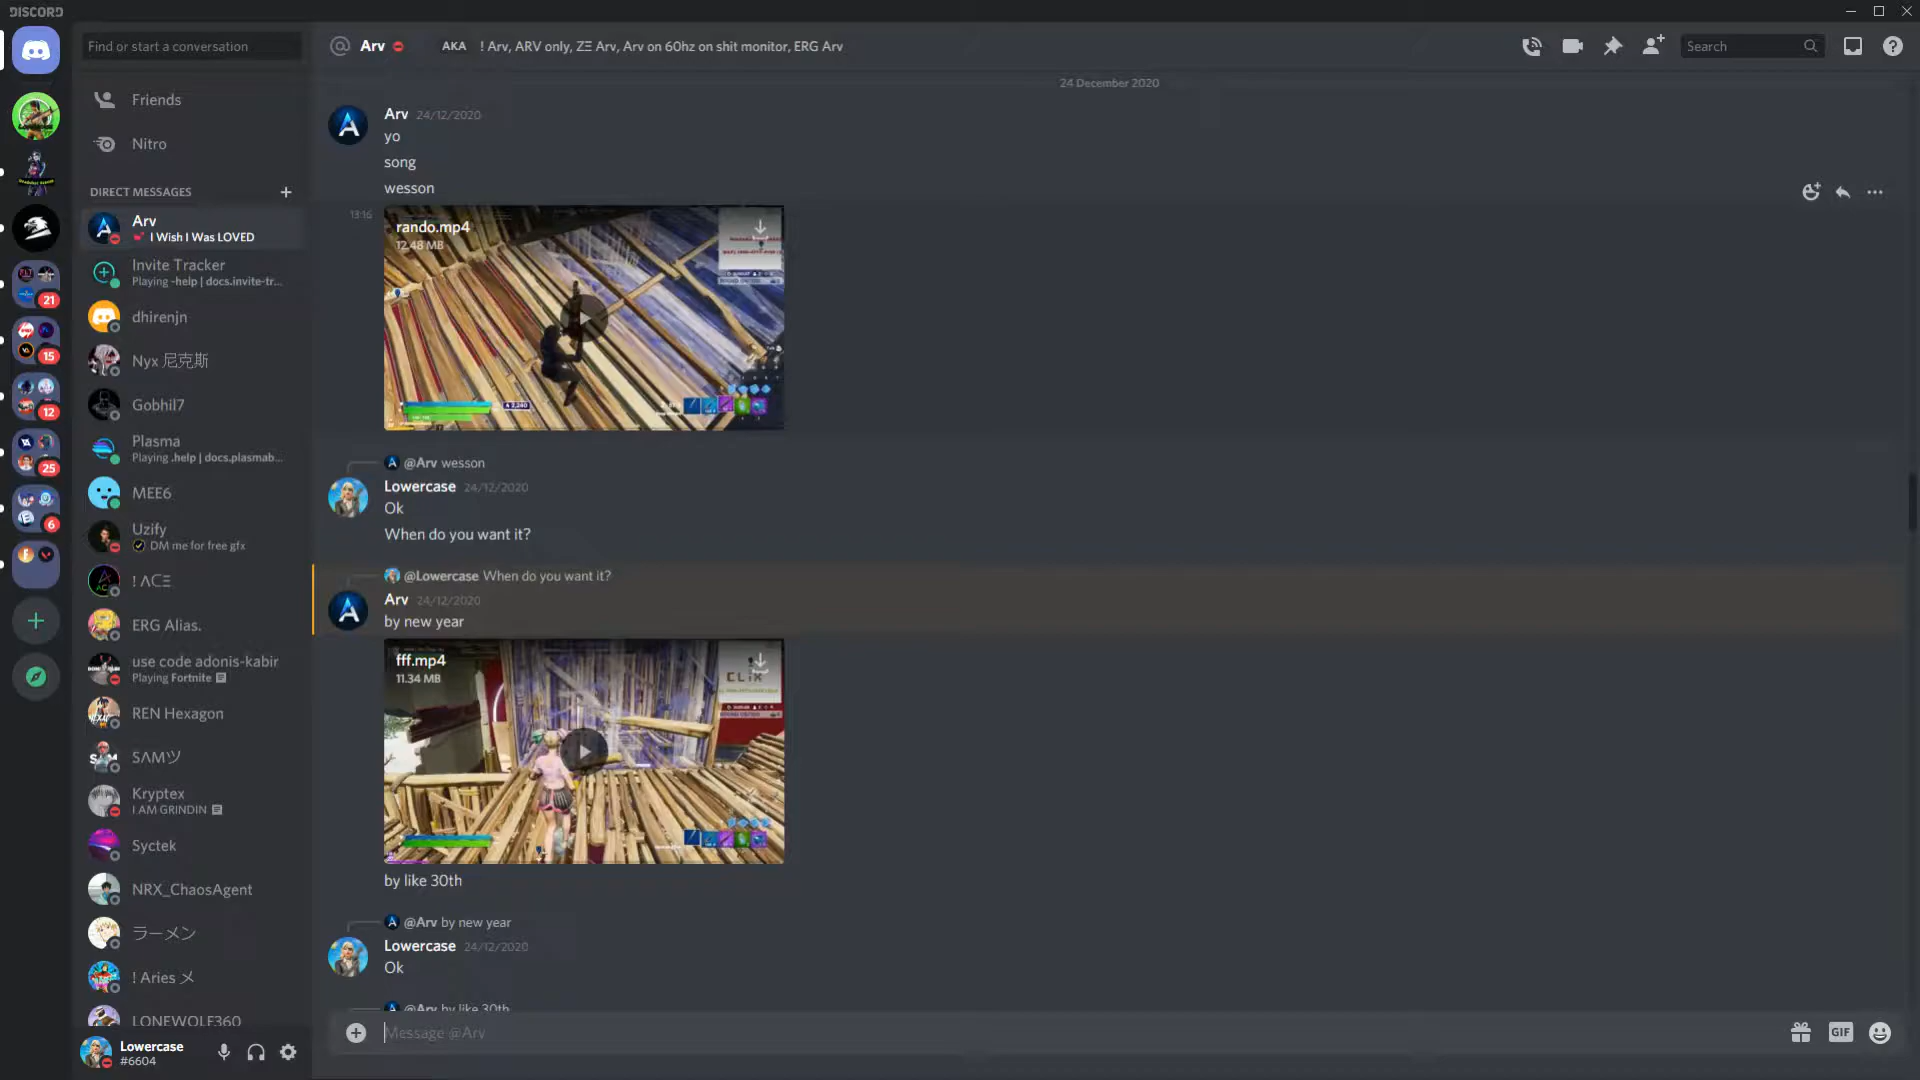 DISCORD
Find or start a conversation
Arv
AKA
! Arv, ARV only, ZΞ Arv, Arv on 60hz on shit monitor, ERG Arv
Search
Friends
Nitro
DIRECT MESSAGES
Arv
I Wish I Was LOVED
Invite Tracker
Playing -help | docs.invite-tr...
dhirenjn
Nyx 尼克斯
Gobhil7
Plasma
Playing .help | docs.plasmab...
MEE6
Uzify
DM me for free gfx
! ΛCΞ
ERG Alias.
use code adonis-kabir
Playing Fortnite
REN Hexagon
SΛMツ
Kryptex
I AM GRINDIN
Syctek
NRX_ChaosAgent
ラーメン
! Aries メ
LONEWOLF360
Lowercase
#6604
21
15
12
25
6
24 December 2020
Arv 24/12/2020
yo
song
wesson
13:16
rando.mp4
12.48 MB
@Arv wesson
Lowercase 24/12/2020
Ok
When do you want it?
@Lowercase When do you want it?
Arv 24/12/2020
by new year
fff.mp4
11.34 MB
CLIX
by like 30th
@Arv by new year
Lowercase 24/12/2020
Ok
@Arv by like 30th
Message @Arv
GIF